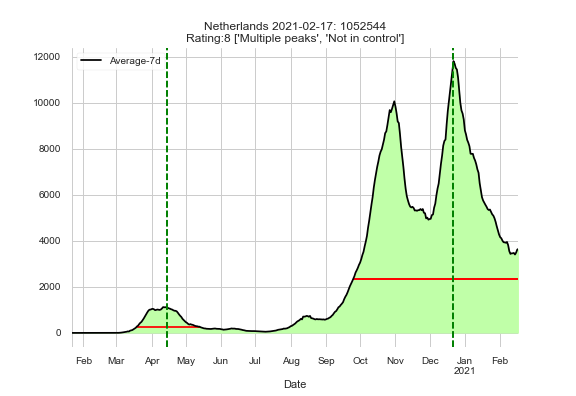 Netherlands 2021-02-17: 1052544
Rating:8 ['Multiple peaks', 'Not in control']
Average-7d
12000
10000
8000
6000
4000
2000
0
Feb Mar Apr May Jun Jul Aug Sep Oct Nov Dec Jan Feb
2021
Date